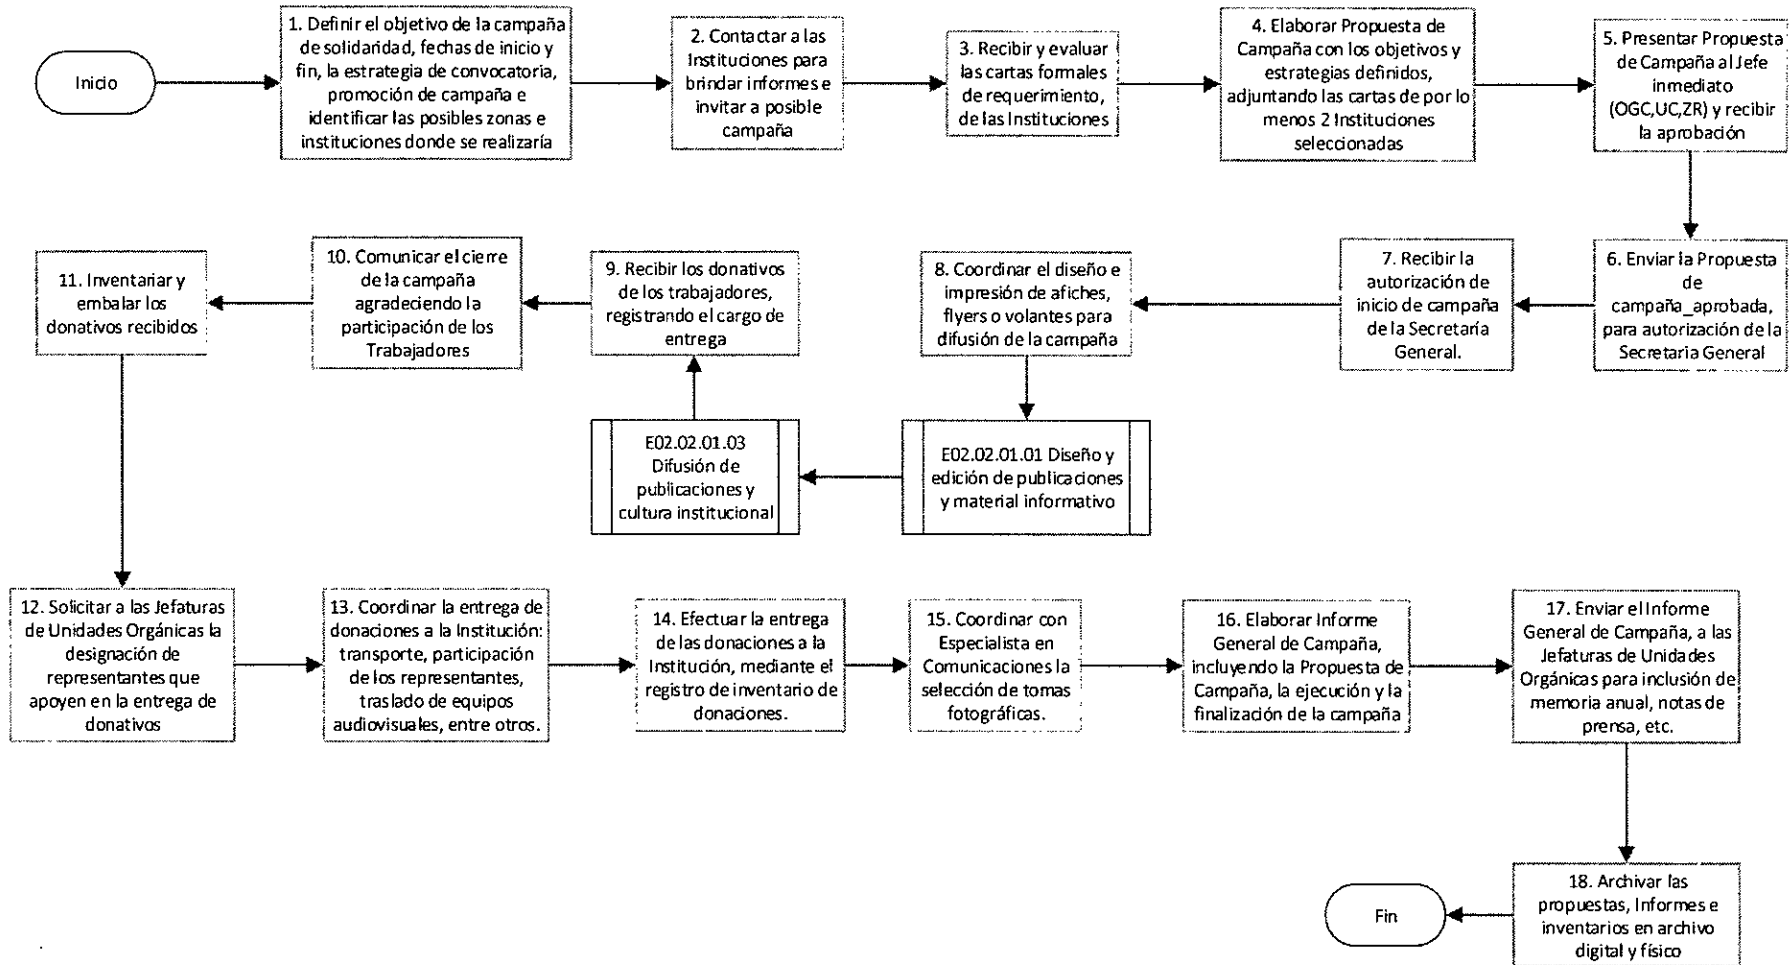 Inicio
1. Definir el objetivo de la campaña
de solidaridad, fechas de inicio y
fin, la estrategia de convocatoria,
promoción de campaña e
identificar las posibles zonas e
instituciones donde se realizaría
2. Contactar a las
Instituciones para
brindar informes e
invitar a posible
campaña
3. Recibir y evaluar
las cartas formales
de requerimiento,
de las Instituciones
4. Elaborar Propuesta de
Campaña con los objetivos y
estrategias definidos,
adjuntando las cartas de por lo
menos 2 Instituciones
seleccionadas
5. Presentar Propuesta
de Campaña al Jefe
inmediato
(OGC,UC,ZR) y recibir
la aprobación
6. Enviar la Propuesta
de
campaña_aprobada,
para autorización de la
Secretaria General
7. Recibir la
autorización de
inicio de campaña
de la Secretaría
General.
8. Coordinar el diseño e
impresión de afiches,
flyers o volantes para
difusión de la campaña
E02.02.01.01 Diseño y
edición de publicaciones
y material informativo
E02.02.01.03
Difusión de
publicaciones y
cultura institucional
9. Recibir los donativos
de los trabajadores,
registrando el cargo de
entrega
10. Comunicar el cierre
de la campaña
agradeciendo la
participación de los
Trabajadores
11. Inventariar y
embalar los
donativos recibidos
12. Solicitar a las Jefaturas
de Unidades Orgánicas la
designación de
representantes que
apoyen en la entrega de
donativos
13. Coordinar la entrega de
donaciones a la Institución:
transporte, participación
de los representantes,
traslado de equipos
audiovisuales, entre otros.
14. Efectuar la entrega
de las donaciones a la
Institución, mediante el
registro de inventario de
donaciones.
15. Coordinar con
Especialista en
Comunicaciones la
selección de tomas
fotográficas.
16. Elaborar Informe
General de Campaña,
incluyendo la Propuesta de
Campaña, la ejecución y la
finalización de la campaña
17. Enviar el Informe
General de Campaña, a las
Jefaturas de Unidades
Orgánicas para inclusión de
memoria anual, notas de
prensa, etc.
18. Archivar las
propuestas, Informes e
inventarios en archivo
digital y físico
Fin